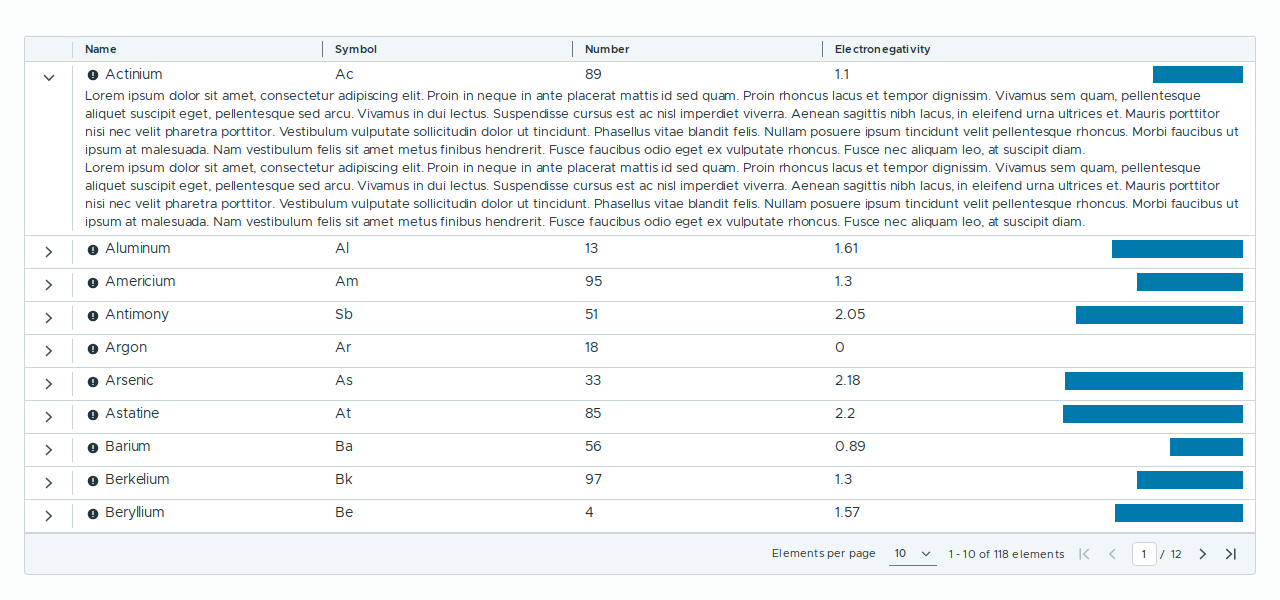 Name Symbol Number Electronegativity
Actinium Ac 89 1.1
Lorem ipsum dolor sit amet, consectetur adipiscing elit. Proin in neque in ante placerat mattis id sed quam. Proin rhoncus lacus et tempor dignissim. Vivamus sem quam, pellentesque
aliquet suscipit eget, pellentesque sed arcu. Vivamus in dui lectus. Suspendisse cursus est ac nisl imperdiet viverra. Aenean sagittis nibh lacus, in eleifend urna ultrices et. Mauris porttitor
nisi nec velit pharetra porttitor. Vestibulum vulputate sollicitudin dolor ut tincidunt. Phasellus vitae blandit felis. Nullam posuere ipsum tincidunt velit pellentesque rhoncus. Morbi faucibus ut
ipsum at malesuada. Nam vestibulum felis sit amet metus finibus hendrerit. Fusce faucibus odio eget ex vulputate rhoncus. Fusce nec aliquam leo, at suscipit diam.
Lorem ipsum dolor sit amet, consectetur adipiscing elit. Proin in neque in ante placerat mattis id sed quam. Proin rhoncus lacus et tempor dignissim. Vivamus sem quam, pellentesque
aliquet suscipit eget, pellentesque sed arcu. Vivamus in dui lectus. Suspendisse cursus est ac nisl imperdiet viverra. Aenean sagittis nibh lacus, in eleifend urna ultrices et. Mauris porttitor
nisi nec velit pharetra porttitor. Vestibulum vulputate sollicitudin dolor ut tincidunt. Phasellus vitae blandit felis. Nullam posuere ipsum tincidunt velit pellentesque rhoncus. Morbi faucibus ut
ipsum at malesuada. Nam vestibulum felis sit amet metus finibus hendrerit. Fusce faucibus odio eget ex vulputate rhoncus. Fusce nec aliquam leo, at suscipit diam.
Aluminum Al 13 1.61
Americium Am 95 1.3
Antimony Sb 51 2.05
Argon Ar 18 0
Arsenic As 33 2.18
Astatine At 85 2.2
Barium Ba 56 0.89
Berkelium Bk 97 1.3
Beryllium Be 4 1.57
Elements per page 10 1 - 10 of 118 elements 1 / 12